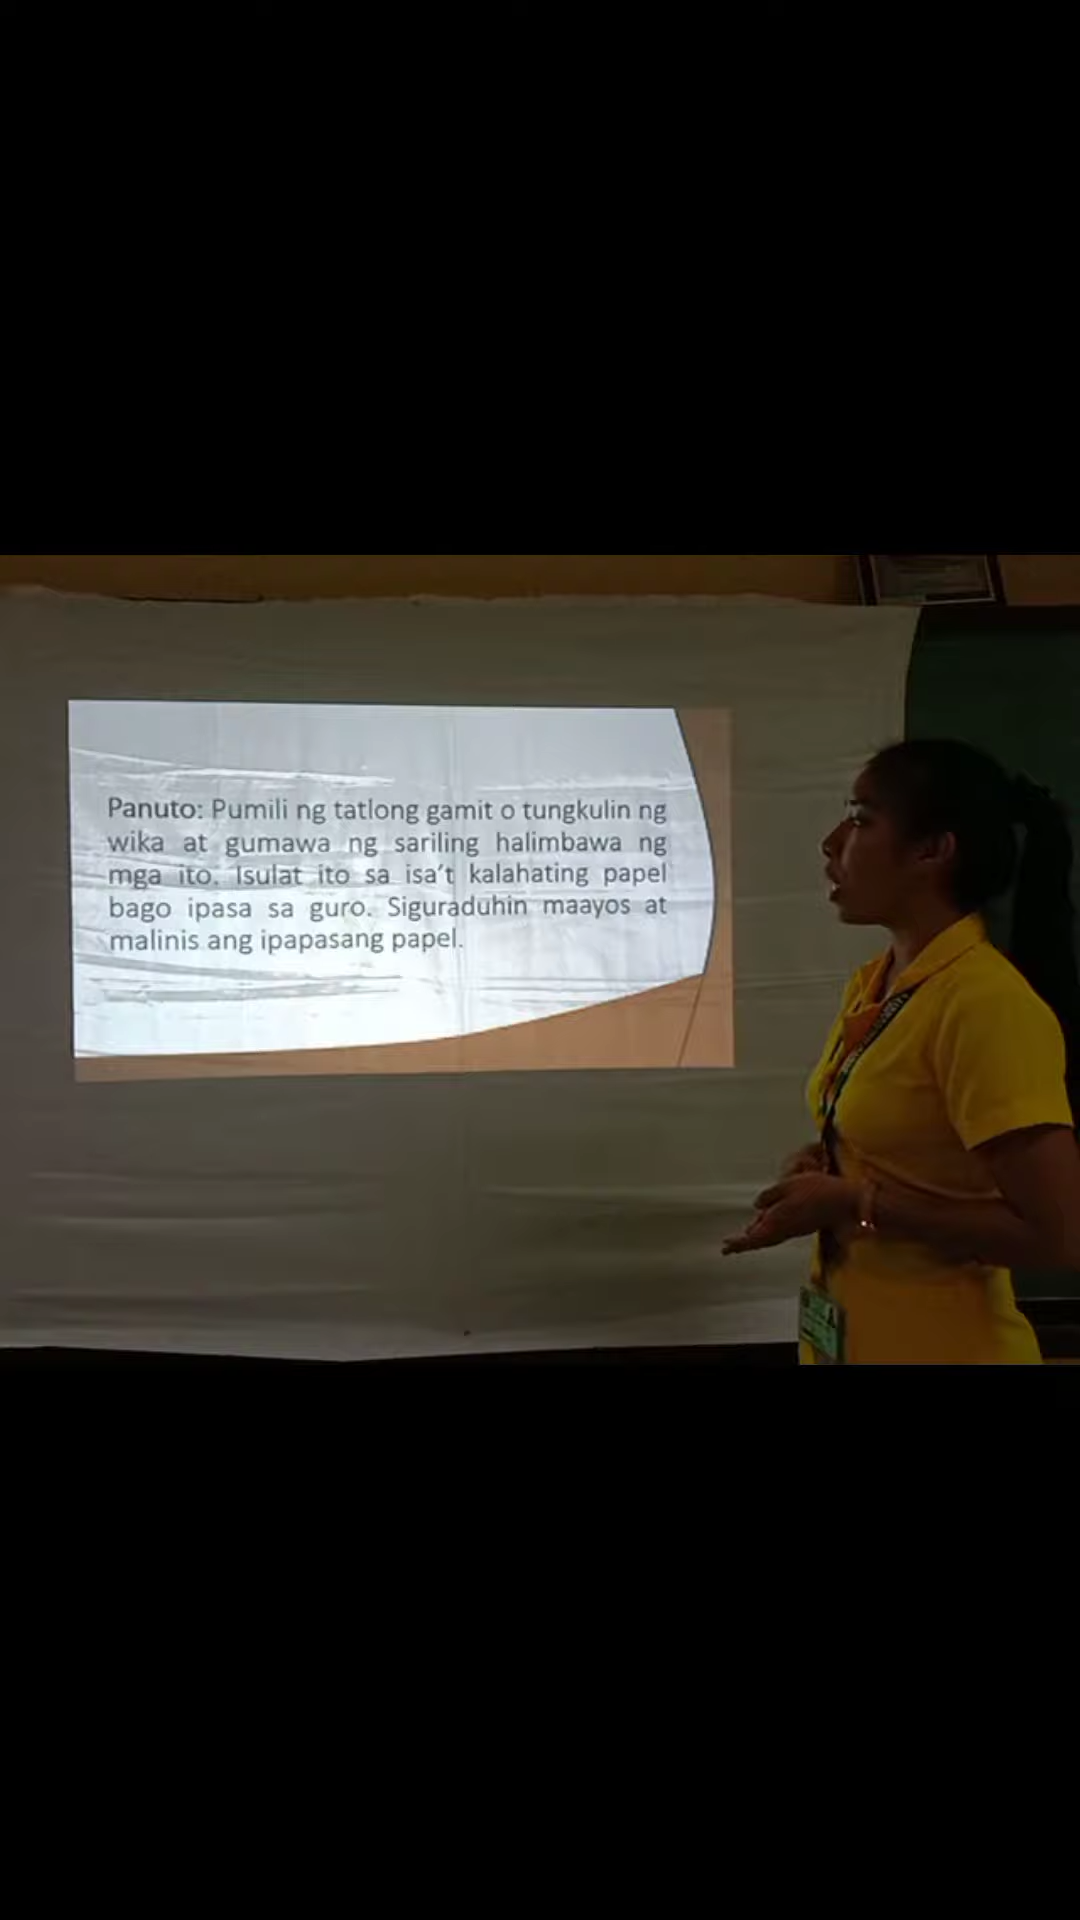 Panuto: Pumili ng tatlong gamit o tungkulin ng
wika at gumawa ng sariling halimbawa ng
mga ito. Isulat ito sa isa't kalahating papel
bago ipasa sa guro. Siguraduhin maayos at
malinis ang ipapasang papel.